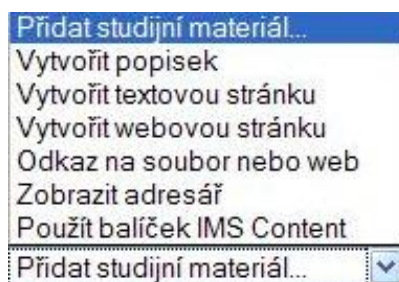 Přidat studijní materiál...
Vytvořit popisek
Vytvořit textovou stránku
Vytvořit webovou stránku
Odkaz na soubor nebo web
Zobrazit adresář
Použít balíček IMS Content
Přidat studijní materiál...